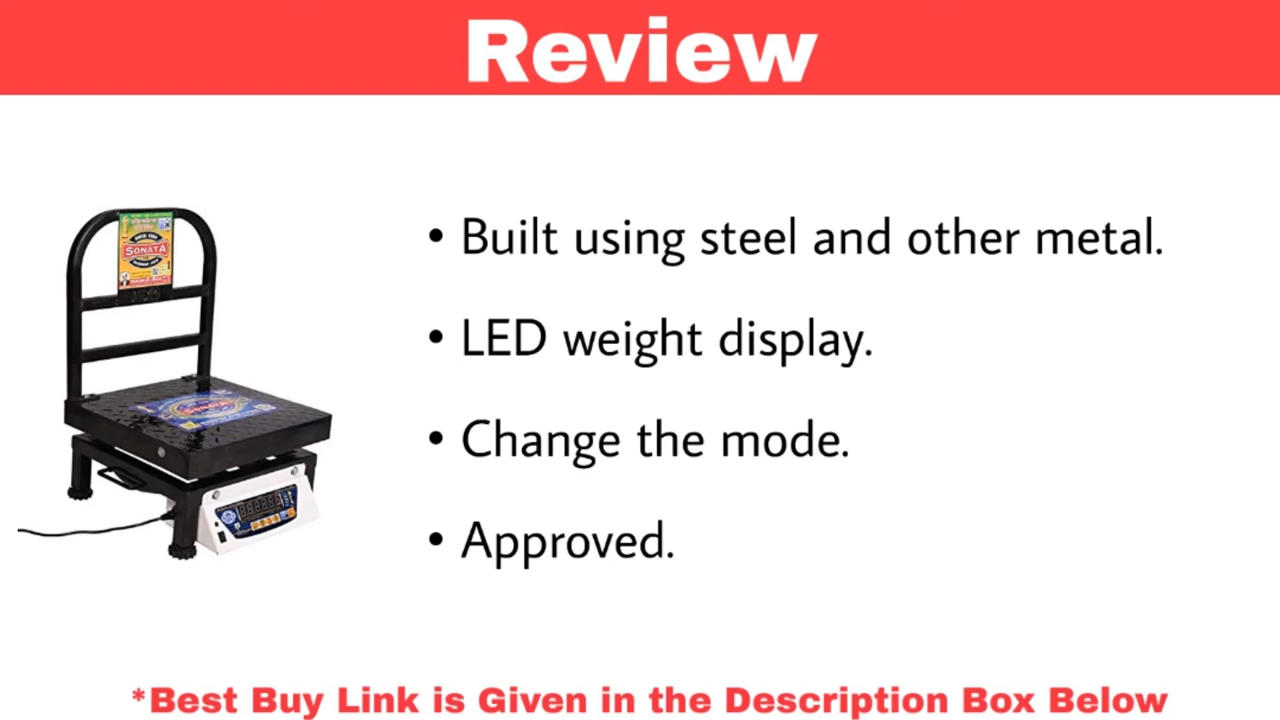 Review
SONATA
• Built using steel and other metal.
• LED weight display.
• Change the mode.
• Approved.
*Best Buy Link is Given in the Description Box Below